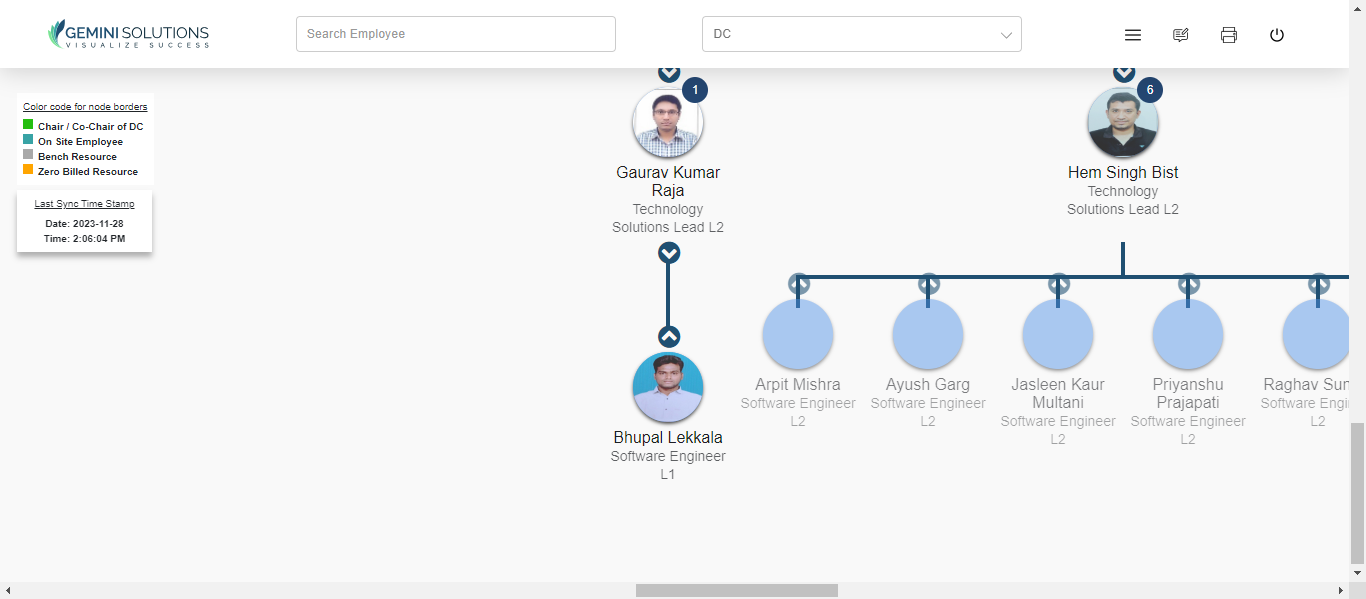 GEMINI SOLUTIONS
VISUALIZE SUCCESS
Search Employee
DC
Color code for node borders
Chair / Co-Chair of DC
On Site Employee
Bench Resource
Zero Billed Resource
Last Sync Time Stamp
Date: 2023-11-28
Time: 2:06:04 PM
1
Gaurav Kumar
Raja
Technology
Solutions Lead L2
6
Hem Singh Bist
Technology
Solutions Lead L2
Bhupal Lekkala
Software Engineer
L1
Arpit Mishra
Software Engineer
L2
Ayush Garg
Software Engineer
L2
Jasleen Kaur
Multani
Software Engineer
L2
Priyanshu
Prajapati
Software Engineer
L2
Raghav
Software
L2